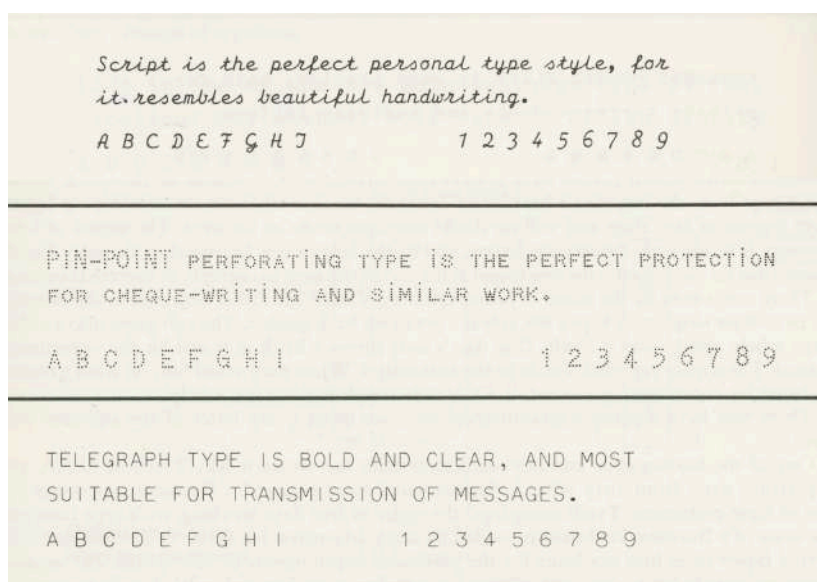 Script is the perfect personal type style, for
it resembles beautiful handwriting.
A B C D E F G H I 1 2 3 4 5 6 7 8 9
PIN-POINT PERFORATiNG TYPE iS THE PERFECT PROTECTiON
FOR CHEQUE-WRiTiNG AND SiMiLAR WORK.
A B C D E F G H I 1 2 3 4 5 6 7 8 9
TELEGRAPH TYPE IS BOLD AND CLEAR, AND MOST
SUITABLE FOR TRANSMISSION OF MESSAGES.
A B C D E F G H I 1 2 3 4 5 6 7 8 9